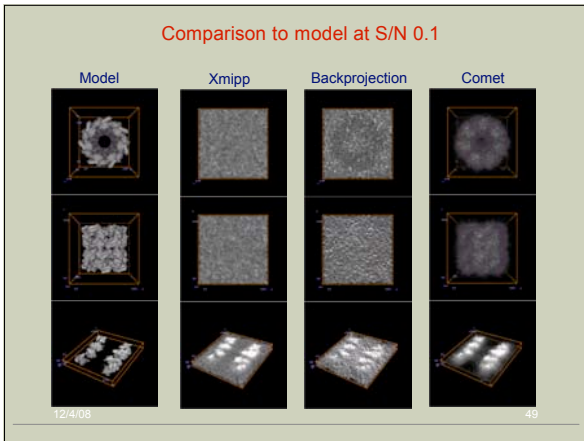 Comparison to model at S/N 0.1
Model Xmipp Backprojection Comet
12/4/08 49